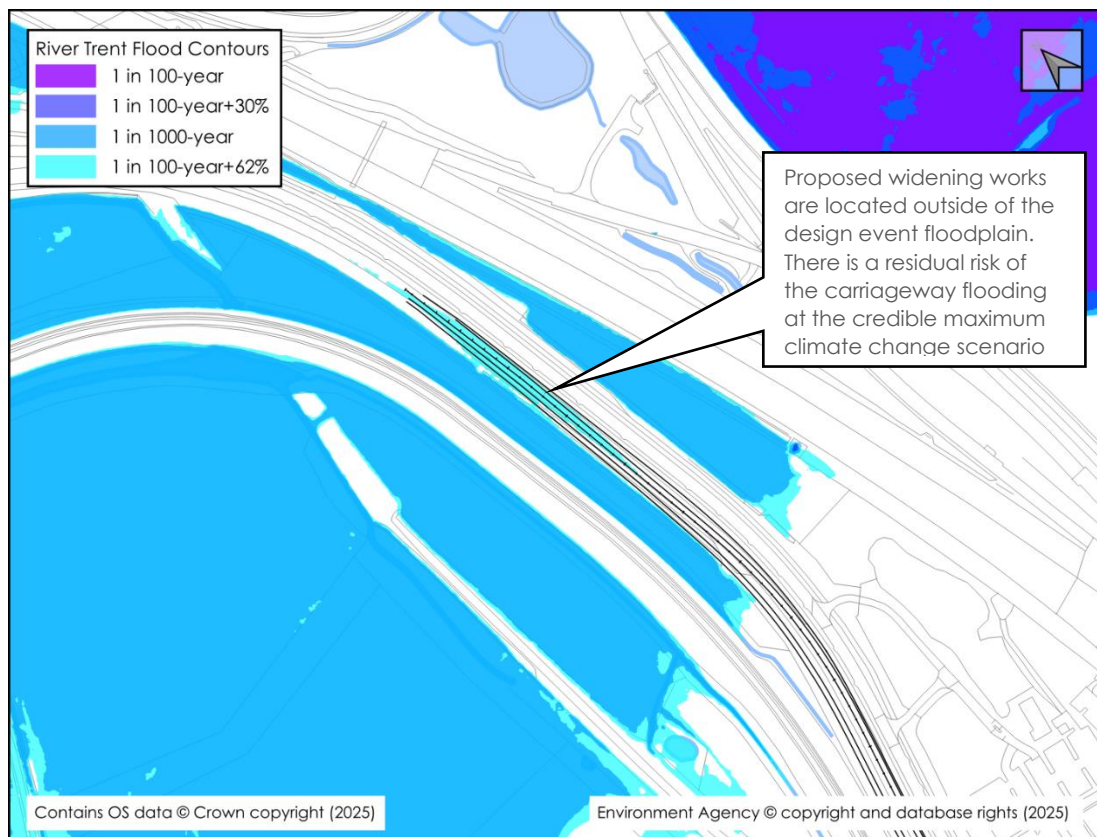 River Trent Flood Contours
1 in 100-year
1 in 100-year+30%
1 in 1000-year
1 in 100-year+62%
Proposed widening works
are located outside of the
design event floodplain.
There is a residual risk of
the carriageway flooding
at the credible maximum
climate change scenario
Contains OS data © Crown copyright (2025)
Environment Agency © copyright and database rights (2025)